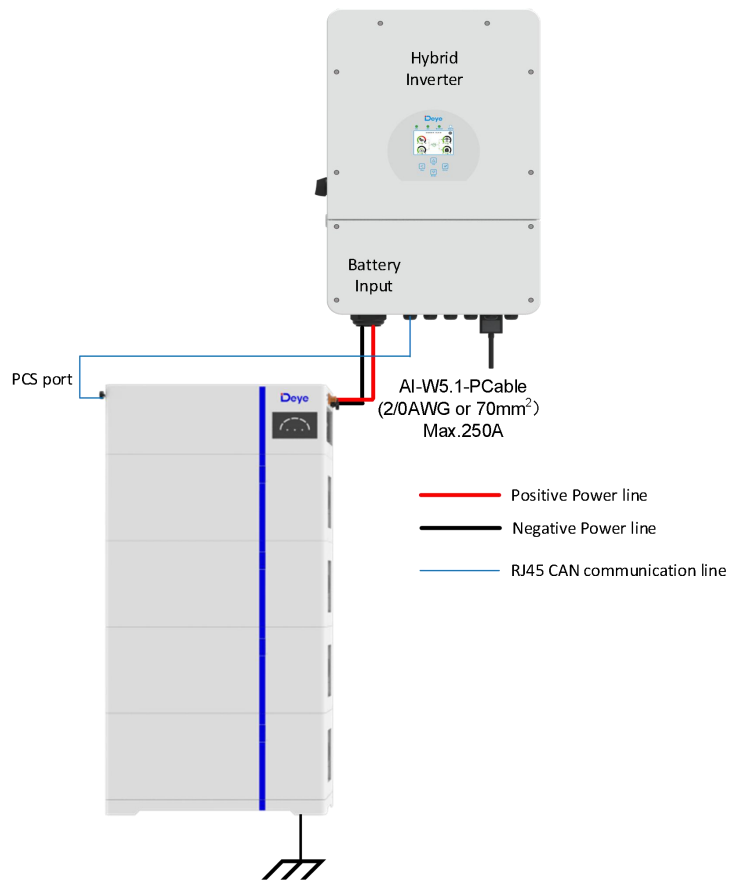 Hybrid
Inverter
Deye
Battery
Input
PCS port
Deye
AI-W5.1-PCable
(2/0AWG or 70mm²）
Max.250A
Positive Power line
Negative Power line
RJ45 CAN communication line